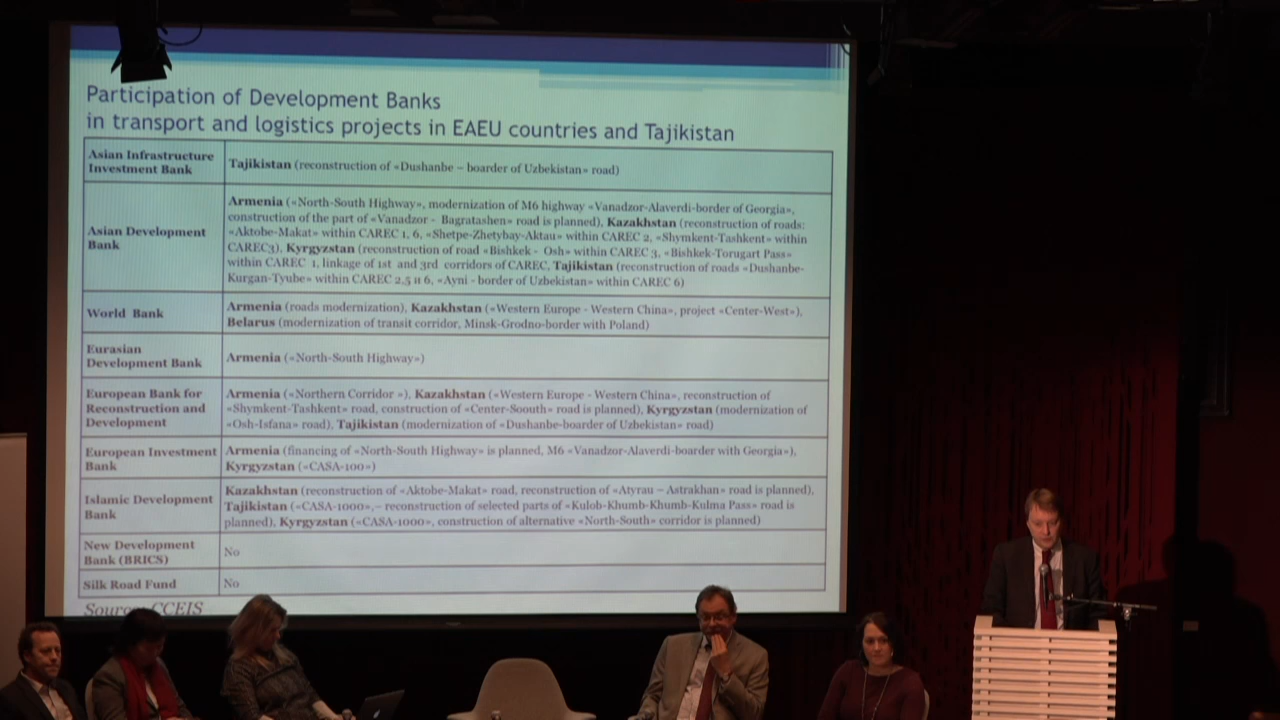 Participation of Development Banks
in transport and logistics projects in EAEU countries and Tajikistan
Asian Infrastructure
Investment Bank
Tajikistan (reconstruction of «Dushanbe – boarder of Uzbekistan» road)
Asian Development
Bank
Armenia («North-South Highway», modernization of M6 highway «Vanadzor-Alaverdi-border of Georgia»,
construction of the part of «Vanadzor - Bagratashen» road is planned), Kazakhstan (reconstruction of roads:
«Aktobe-Makat» within CAREC 1, 6, «Shetpe-Zhetybay-Aktau» within CAREC 2, «Shymkent-Tashkent» within
CAREC3), Kyrgyzstan (reconstruction of road «Bishkek - Osh» within CAREC 3, «Bishkek-Torugart Pass»
within CAREC 1, linkage of 1st and 3rd corridors of CAREC, Tajikistan (reconstruction of roads «Dushanbe-
Kurgan-Tyube» within CAREC 2,5 и 6, «Ayni - border of Uzbekistan» within CAREC 6)
World Bank
Armenia (roads modernization), Kazakhstan («Western Europe - Western China», project «Center-West»),
Belarus (modernization of transit corridor, Minsk-Grodno-border with Poland)
Eurasian
Development Bank
Armenia («North-South Highway»)
European Bank for
Reconstruction and
Development
Armenia («Northern Corridor »), Kazakhstan («Western Europe - Western China», reconstruction of
«Shymkent-Tashkent» road, construction of «Center-Soouth» road is planned), Kyrgyzstan (modernization of
«Osh-Isfana» road), Tajikistan (modernization of «Dushanbe-boarder of Uzbekistan» road)
European Investment
Bank
Armenia (financing of «North-South Highway» is planned, M6 «Vanadzor-Alaverdi-boarder with Georgia»),
Kyrgyzstan («CASA-100»)
Islamic Development
Bank
Kazakhstan (reconstruction of «Aktobe-Makat» road, reconstruction of «Atyrau – Astrakhan» road is planned),
Tajikistan («CASA-1000»,– reconstruction of selected parts of «Kulob-Khumb-Khumb-Kulma Pass» road is
planned), Kyrgyzstan («CASA-1000», construction of alternative «North-South» corridor is planned)
New Development
Bank (BRICS)
No
Silk Road Fund
No
Source: CCEIS